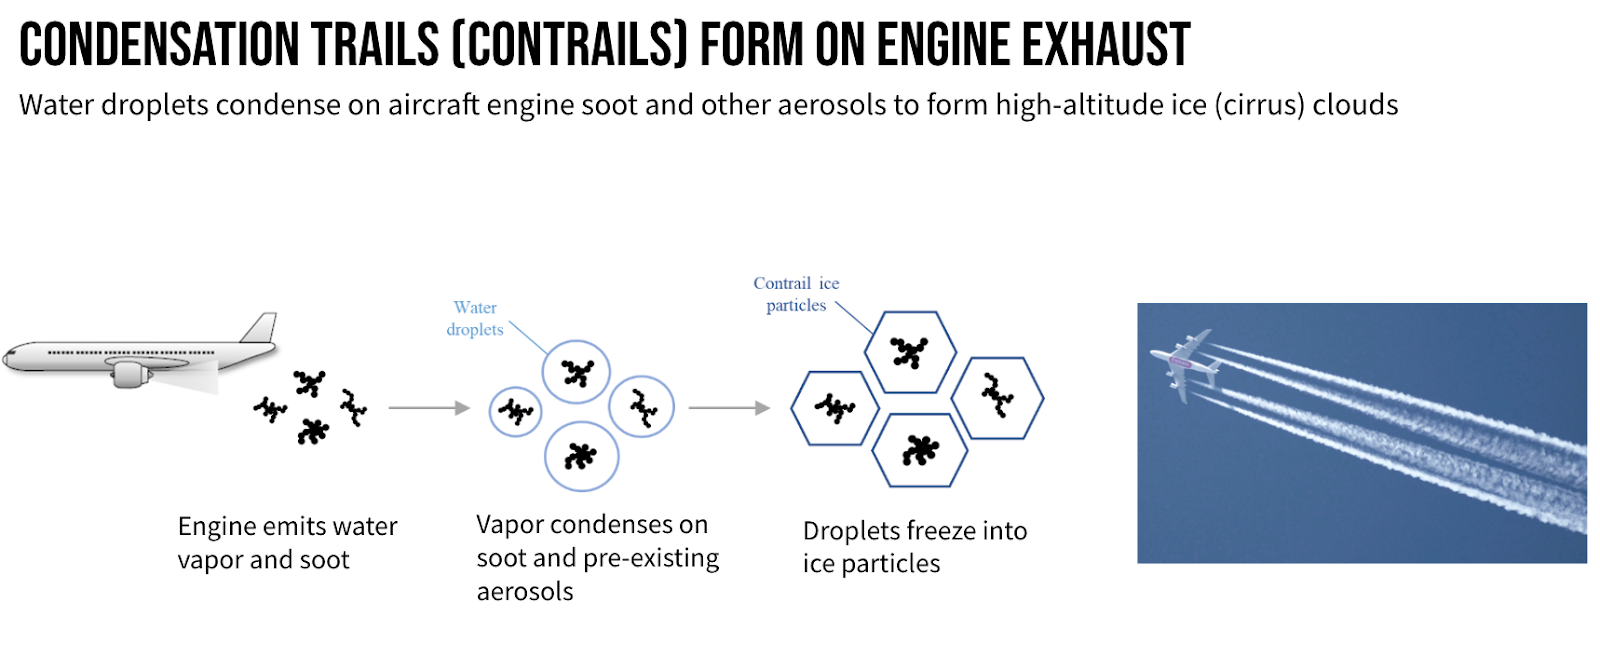 CONDENSATION TRAILS (CONTRAILS) FORM ON ENGINE EXHAUST
Water droplets condense on aircraft engine soot and other aerosols to form high-altitude ice (cirrus) clouds
Water
droplets
Contrail ice
particles
Engine emits water
vapor and soot
Vapor condenses on
soot and pre-existing
aerosols
Droplets freeze into
ice particles